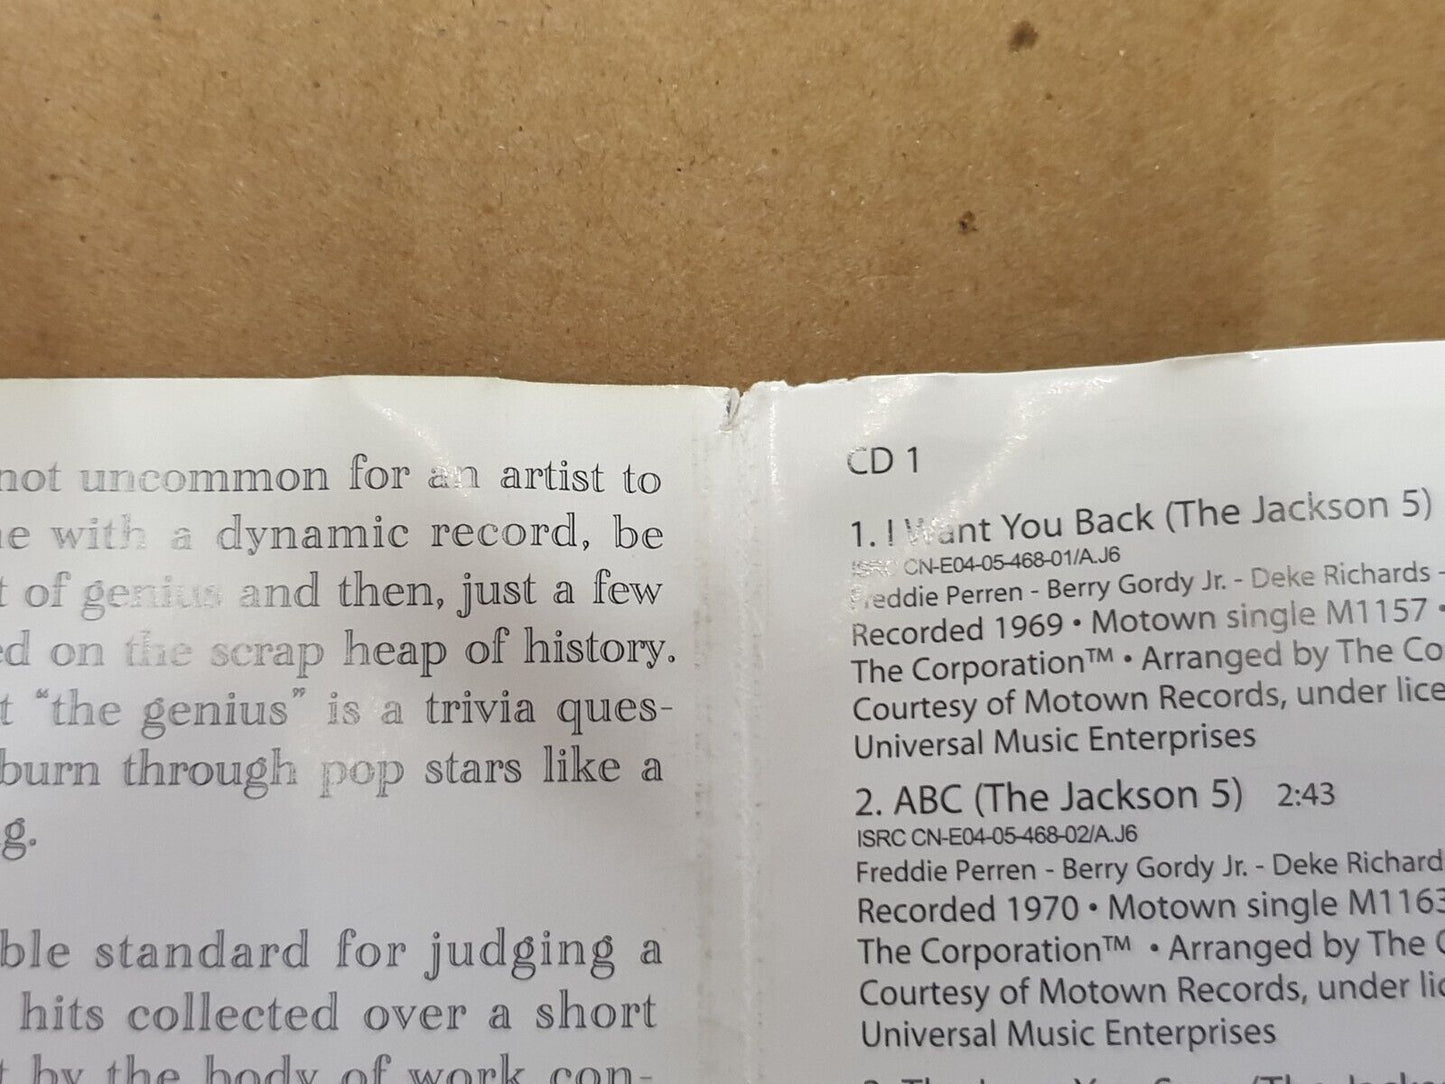 not uncommon for an artist to
with a dynamic record, be
of genius and then, just a few
on the scrap heap of history.
“the genius” is a trivia ques-
burn through pop stars like a
g.
standard for judging a
hits collected over a short
by the body of work con-
CD 1
1. I Want You Back (The Jackson 5)
ISRC CN-E04-05-468-01/A.J6
Freddie Perren - Berry Gordy Jr. - Deke Richards -
Recorded 1969 • Motown single M1157 •
The Corporation™ • Arranged by The Co
Courtesy of Motown Records, under lice
Universal Music Enterprises
2. ABC (The Jackson 5) 2:43
ISRC CN-E04-05-468-02/A.J6
Freddie Perren - Berry Gordy Jr. - Deke Richard
Recorded 1970 • Motown single M1163
The Corporation™ • Arranged by The
Courtesy of Motown Records, under lic
Universal Music Enterprises